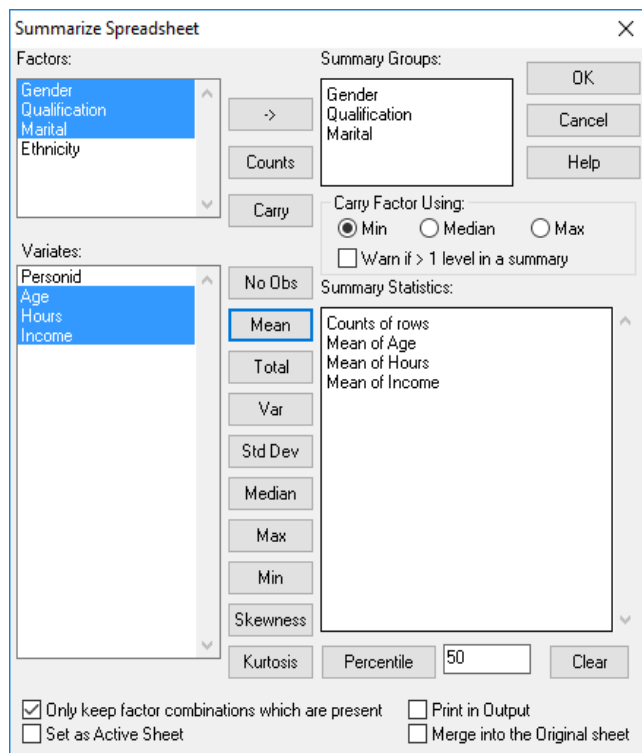 Summarize Spreadsheet
Factors:
Gender
Qualification
Marital
Ethnicity
->
Counts
Carry
Summary Groups:
Gender
Qualification
Marital
OK
Cancel
Help
Carry Factor Using:
Min Median Max
Warn if > 1 level in a summary
Variates:
Personid
Age
Hours
Income
No Obs
Mean
Total
Var
Std Dev
Median
Max
Min
Skewness
Kurtosis
Summary Statistics:
Counts of rows
Mean of Age
Mean of Hours
Mean of Income
Percentile 50 Clear
Only keep factor combinations which are present
Print in Output
Set as Active Sheet
Merge into the Original sheet